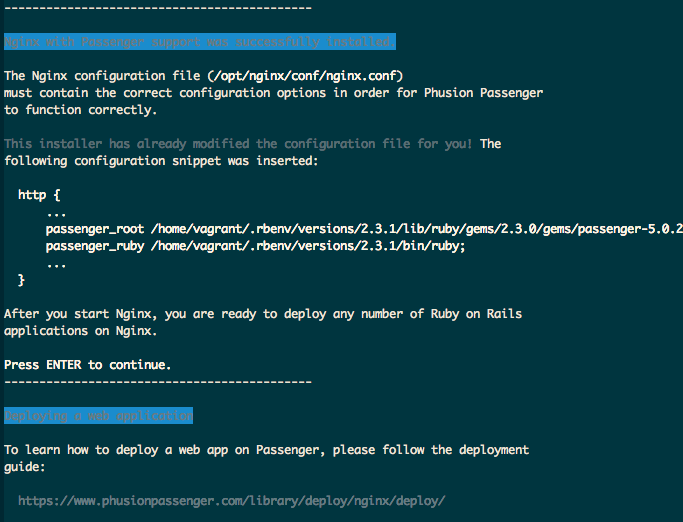 --------------------------------------------
Nginx with Passenger support was successfully installed.
The Nginx configuration file (/opt/nginx/conf/nginx.conf)
must contain the correct configuration options in order for Phusion Passenger
to function correctly.
This installer has already modified the configuration file for you! The
following configuration snippet was inserted:
http {
...
passenger_root /home/vagrant/.rbenv/versions/2.3.1/lib/ruby/gems/2.3.0/gems/passenger-5.0.2
passenger_ruby /home/vagrant/.rbenv/versions/2.3.1/bin/ruby;
...
}
After you start Nginx, you are ready to deploy any number of Ruby on Rails
applications on Nginx.
Press ENTER to continue.
--------------------------------------------
Deploying a web application
To learn how to deploy a web app on Passenger, please follow the deployment
guide:
https://www.phusionpassenger.com/library/deploy/nginx/deploy/